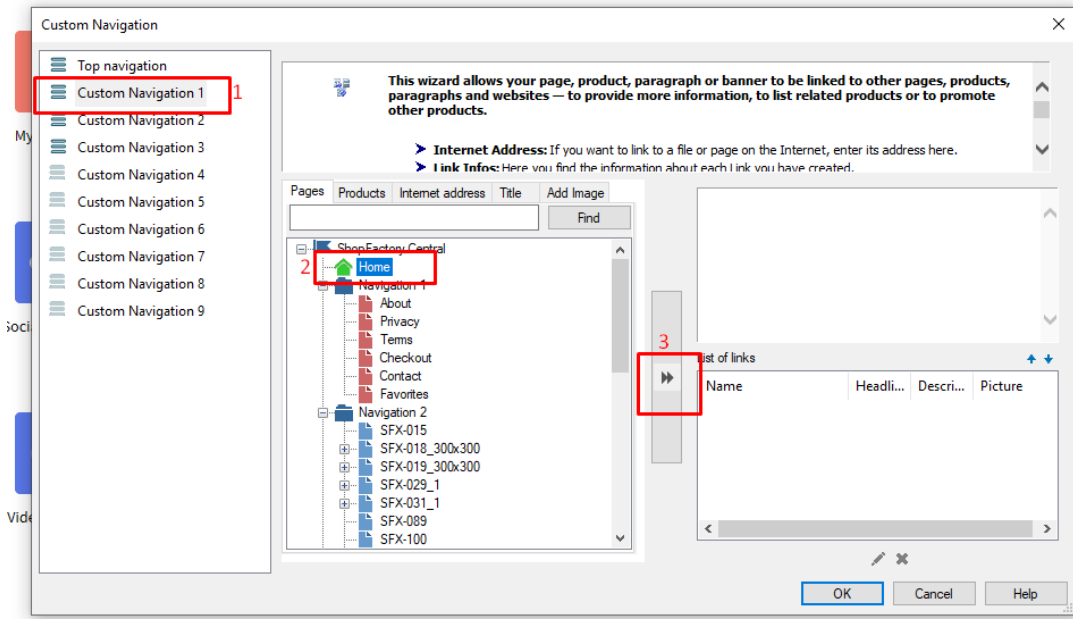 Custom Navigation
Top navigation
Custom Navigation 1
1
Custom Navigation 2
Custom Navigation 3
Custom Navigation 4
Custom Navigation 5
Custom Navigation 6
Custom Navigation 7
Custom Navigation 8
Custom Navigation 9
My
Soci
Vide
This wizard allows your page, product, paragraph or banner to be linked to other pages, products,
paragraphs and websites — to provide more information, to list related products or to promote
other products.
Internet Address: If you want to link to a file or page on the Internet, enter its address here.
Link Infos: Here you find the information about each Link you have created.
Pages Products Internet address Title Add Image
Find
ShopFactory Central
2
Home
Navigation 1
About
Privacy
Terms
Checkout
Contact
Favorites
Navigation 2
SFX-015
SFX-018_300x300
SFX-019_300x300
SFX-029_1
SFX-031_1
SFX-089
SFX-100
3
List of links
Name Headli... Descri... Picture
OK Cancel Help